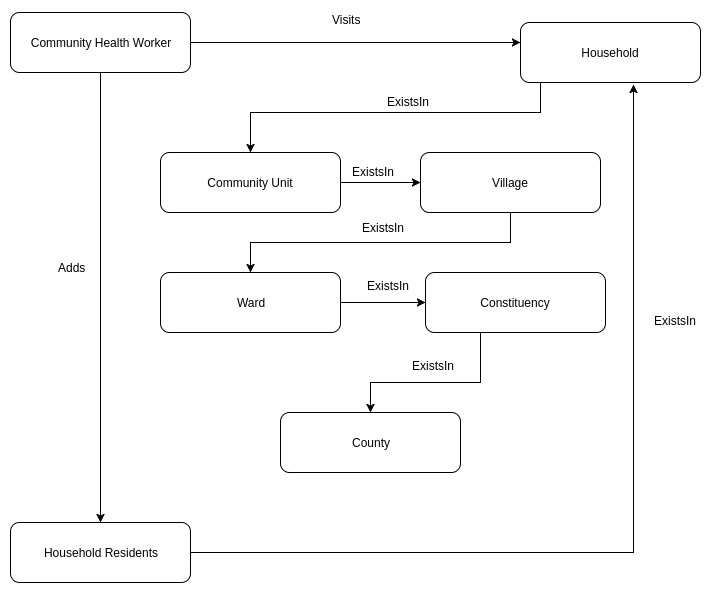 Visits
Community Health Worker
Household
ExistsIn
Community Unit
ExistsIn
Village
ExistsIn
Adds
Ward
ExistsIn
Constituency
ExistsIn
ExistsIn
County
Household Residents